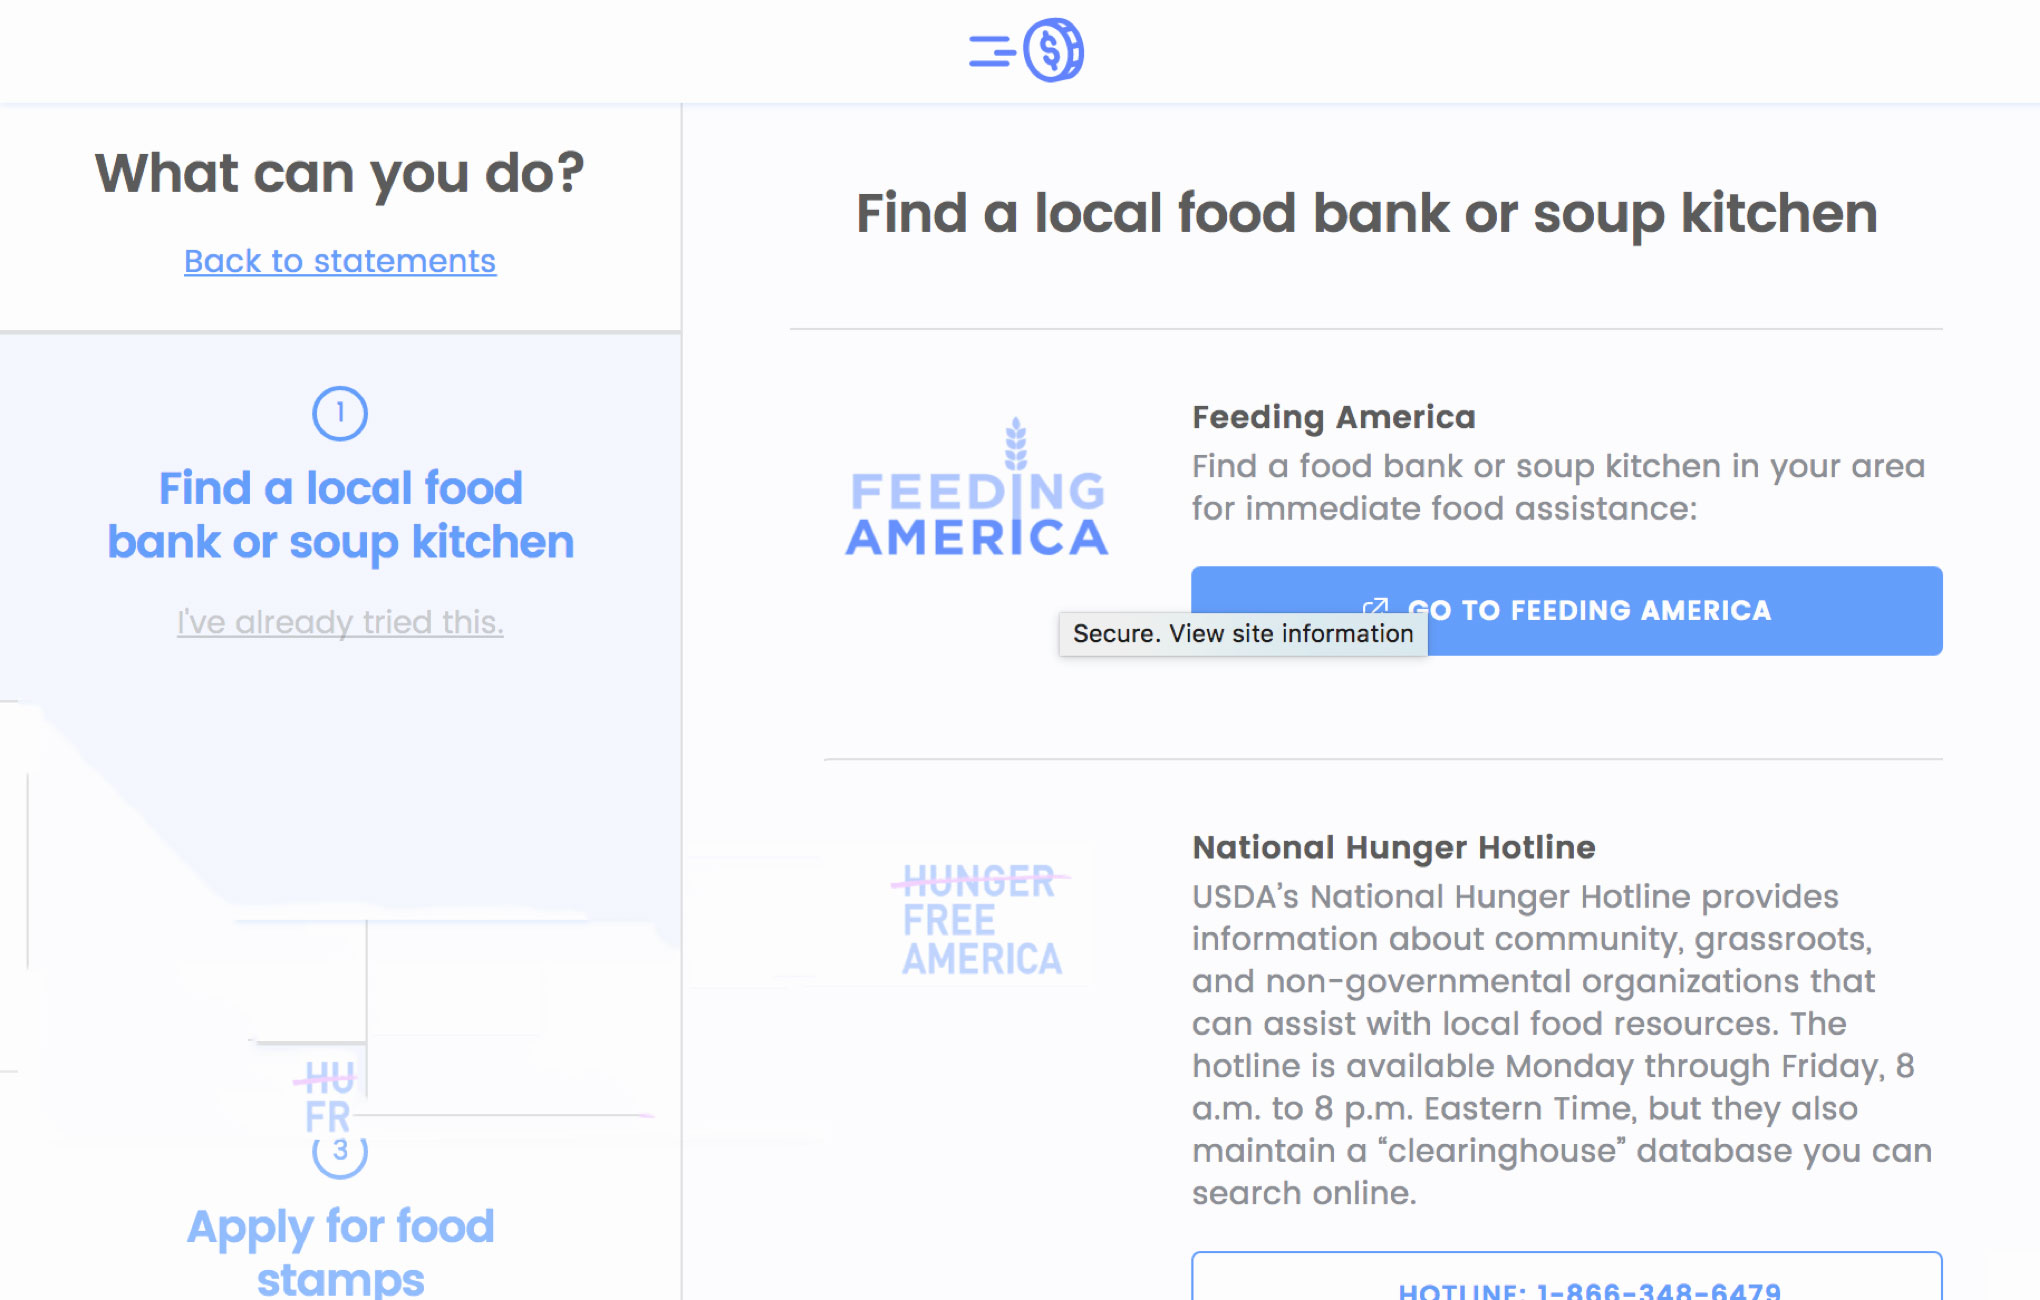 What can you do?
Back to statements
1
Find a local food
bank or soup kitchen
I've already tried this.
HU
FR
3
Apply for food
stamps
Find a local food bank or soup kitchen
FEEDING
AMERICA
Feeding America
Find a food bank or soup kitchen in your area
for immediate food assistance:
GO TO FEEDING AMERICA
Secure. View site information
HUNGER
FREE
AMERICA
National Hunger Hotline
USDA’s National Hunger Hotline provides
information about community, grassroots,
and non-governmental organizations that
can assist with local food resources. The
hotline is available Monday through Friday, 8
a.m. to 8 p.m. Eastern Time, but they also
maintain a “clearinghouse” database you can
search online.
HOTLINE: 1-866-348-6479